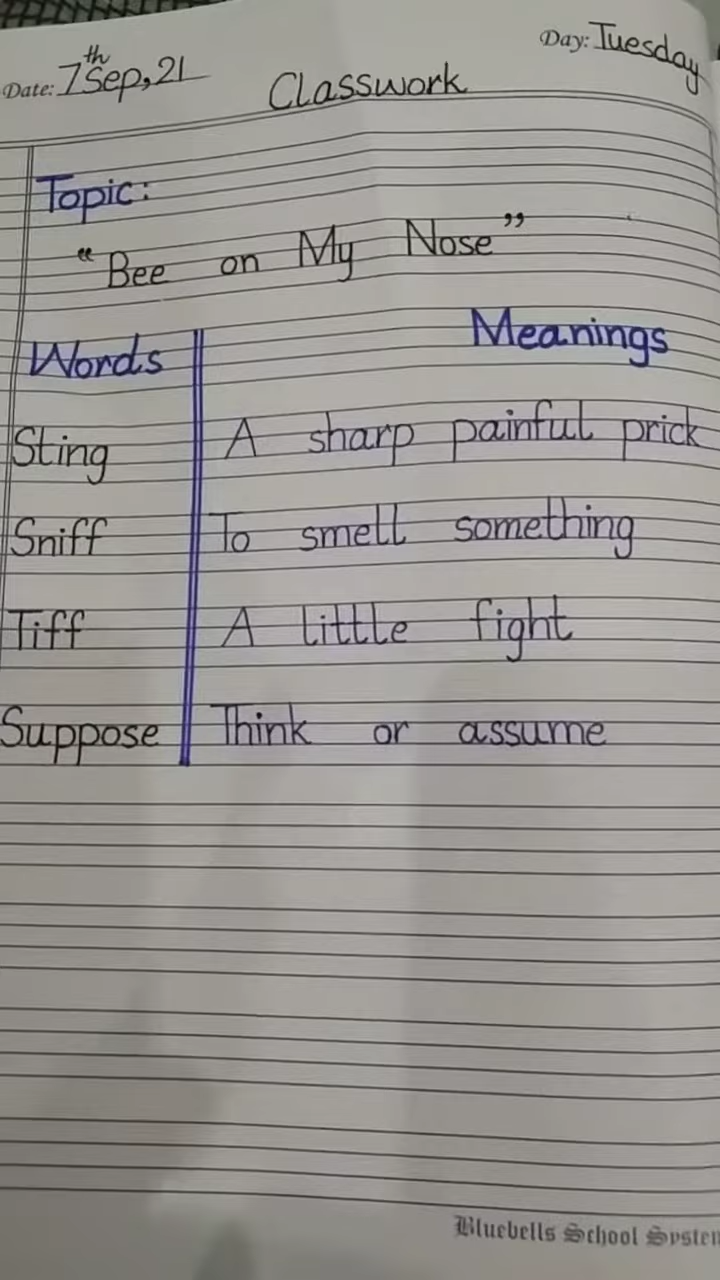 Date: 7th Sep, 21 Day: Tuesday
Classwork
Topic:
“Bee on My Nose”
Words Meanings
Sting A sharp painful prick
Sniff To smell something
Tiff A little fight
Suppose Think or assume
Bluebells School System